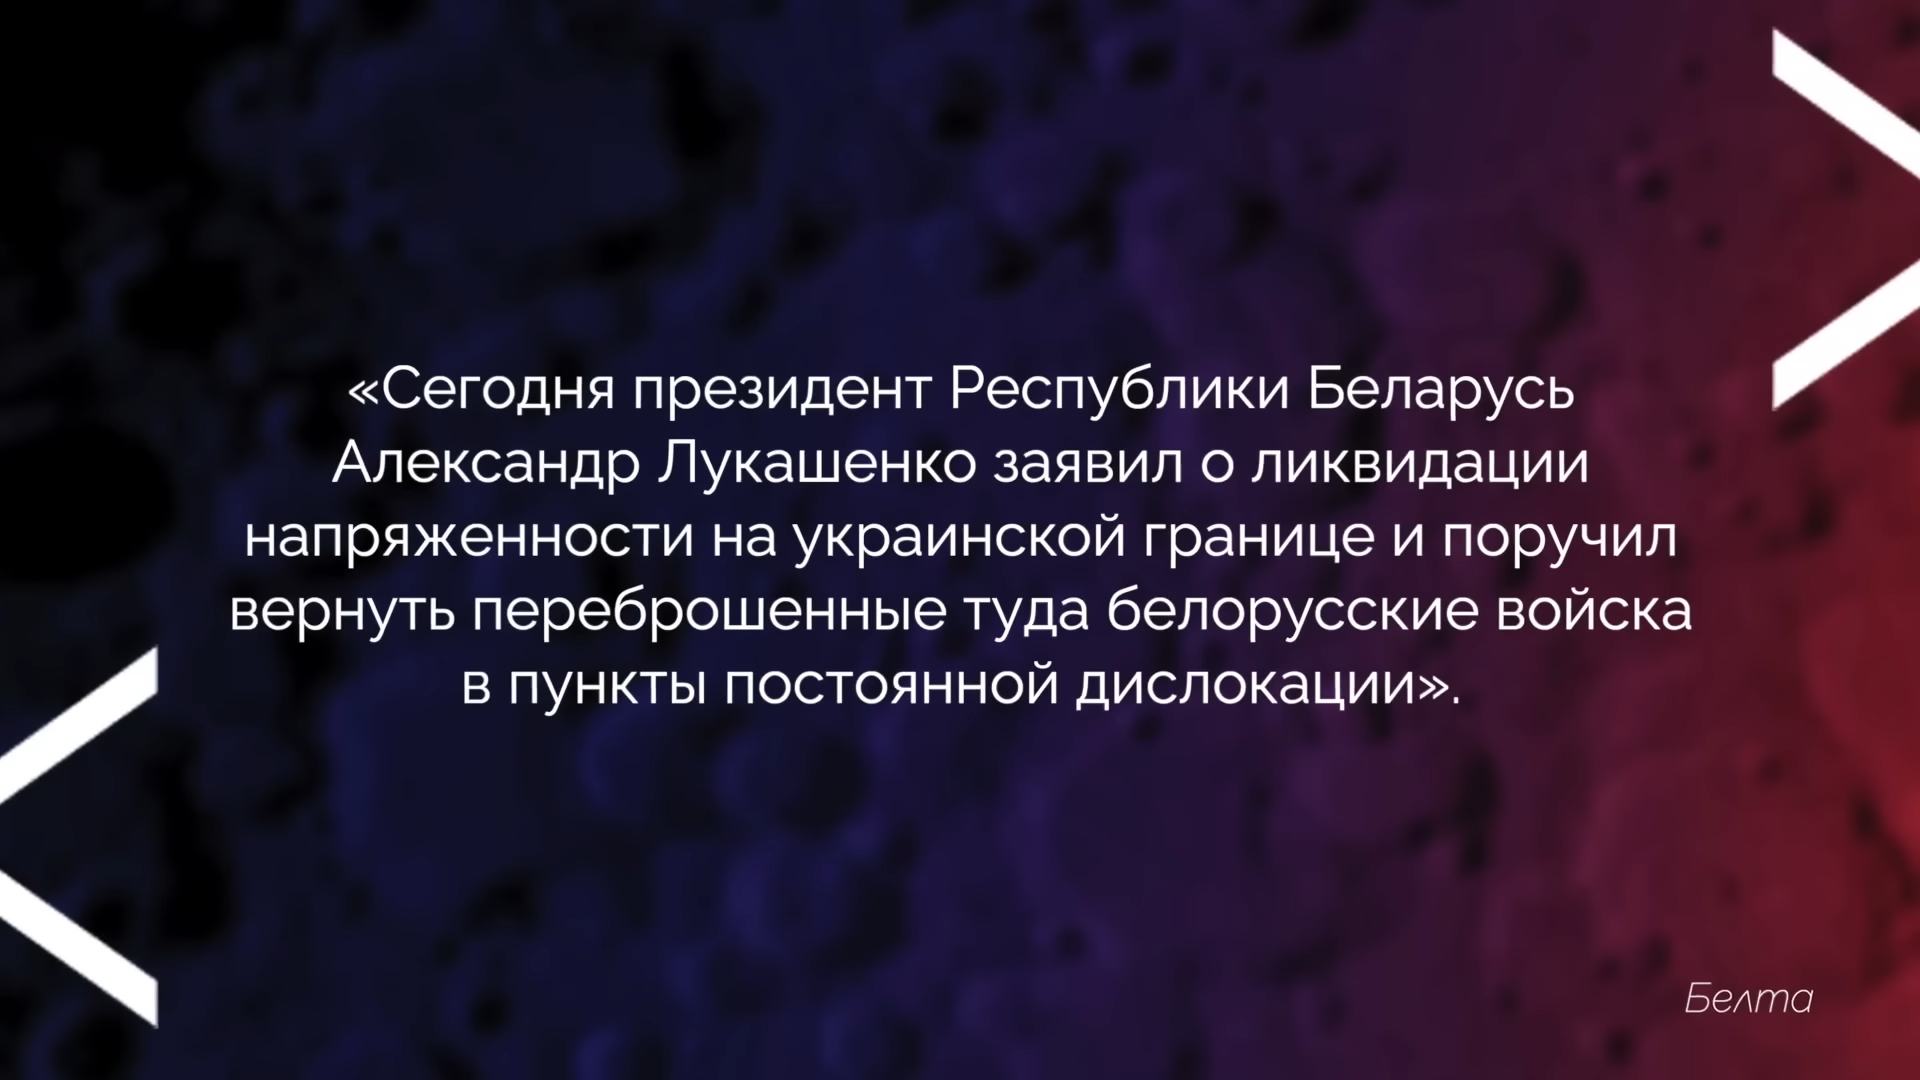 «Сегодня президент Республики Беларусь
Александр Лукашенко заявил о ликвидации
напряженности на украинской границе и поручил
вернуть переброшенные туда белорусские войска
в пункты постоянной дислокации».
Белта